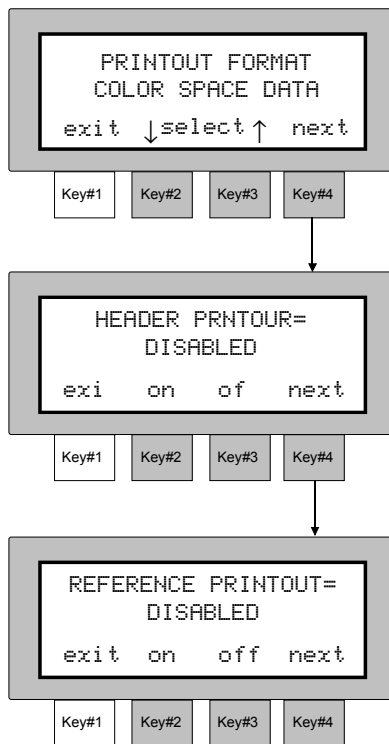 PRINTOUT FORMAT
COLOR SPACE DATA
exit ↓select↑ next
Key#1 Key#2 Key#3 Key#4
HEADER PRNTOUR=
DISABLED
exi on of next
Key#1 Key#2 Key#3 Key#4
REFERENCE PRINTOUT=
DISABLED
exit on off next
Key#1 Key#2 Key#3 Key#4